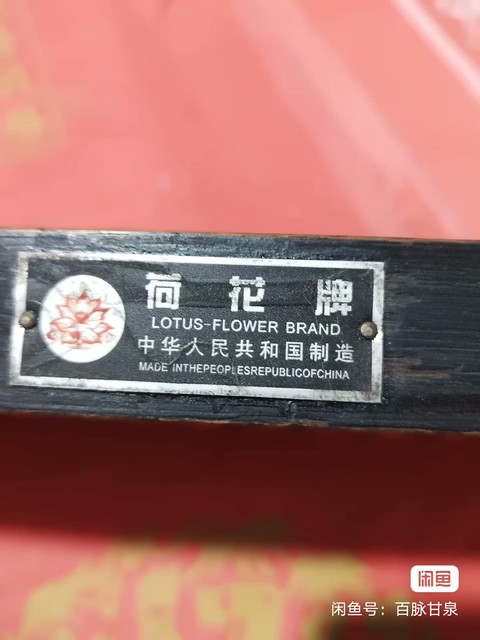 荷花牌
LOTUS-FLOWER BRAND
中华人民共和国制造
MADE INTHEPEOPLESREPUBLICOFCHINA
闲鱼
闲鱼号：百脉甘泉